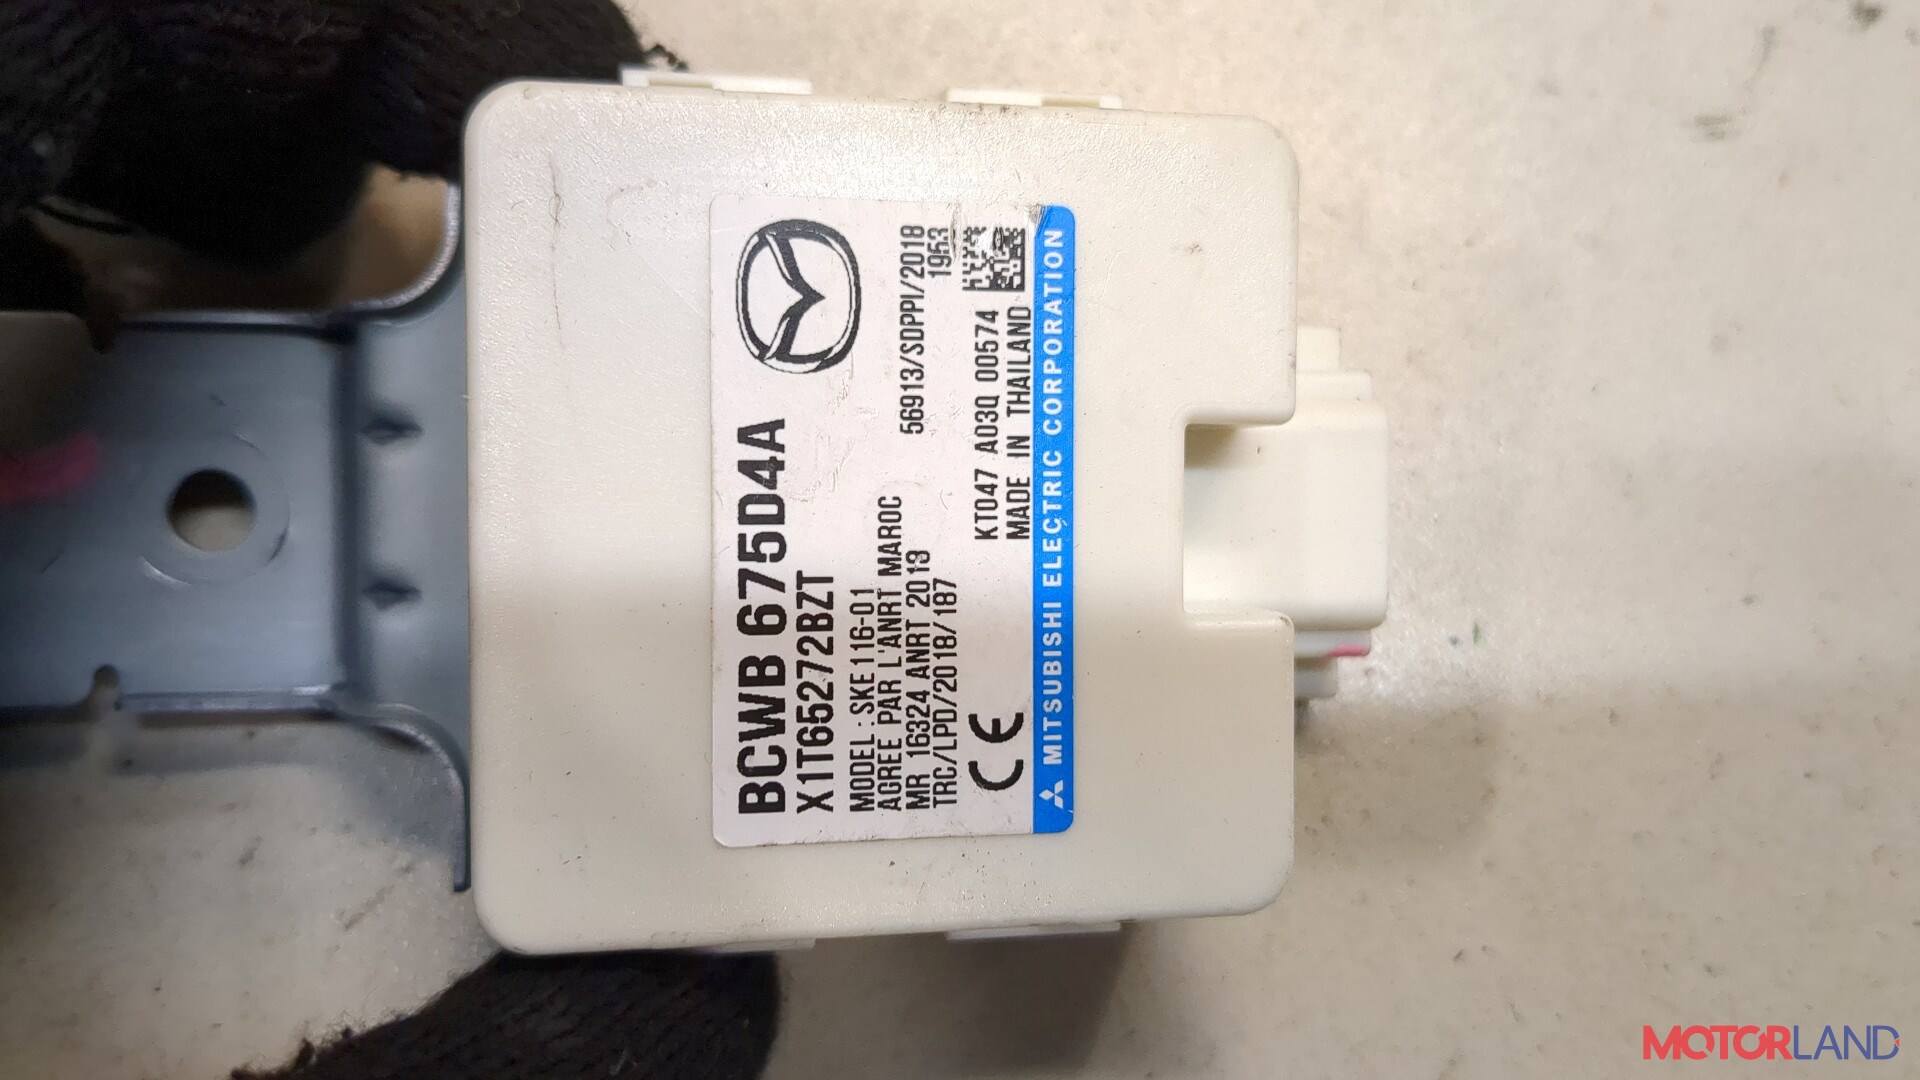 BCWB 675D4A
X1T65272BZT
MODEL : SKE116-01
AGREE PAR L'ANRT MAROC
MR 16324 ANRT 2018
TRC/LPD/2018/187
56913/SDPPI/2018
1953
KT047 A03Q 00574
MADE IN THAILAND
CE
MITSUBISHI ELECTRIC CORPORATION
MOTORLAND